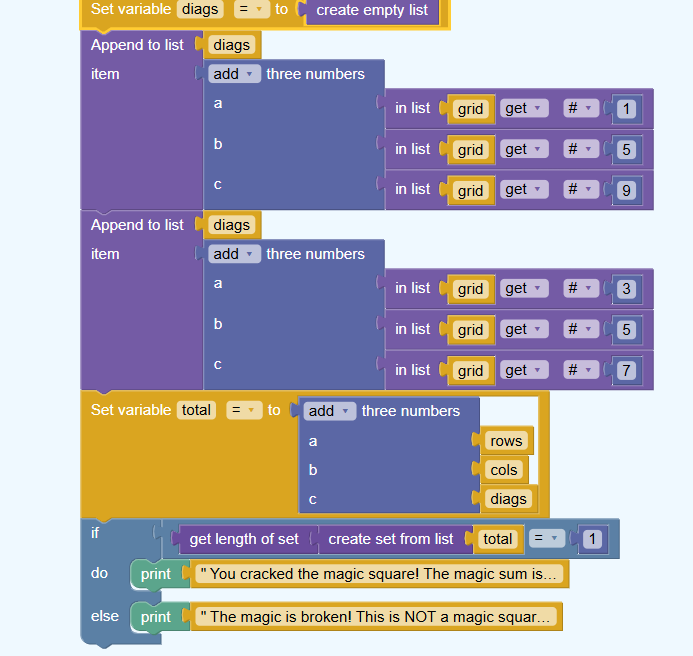 Set variable diags = to create empty list
Append to list diags
item add three numbers
a in list grid get # 1
b in list grid get # 5
c in list grid get # 9
Append to list diags
item add three numbers
a in list grid get # 3
b in list grid get # 5
c in list grid get # 7
Set variable total = to add three numbers
a rows
b cols
c diags
if get length of set create set from list total = 1
do print " You cracked the magic square! The magic sum is...
else print " The magic is broken! This is NOT a magic squar...